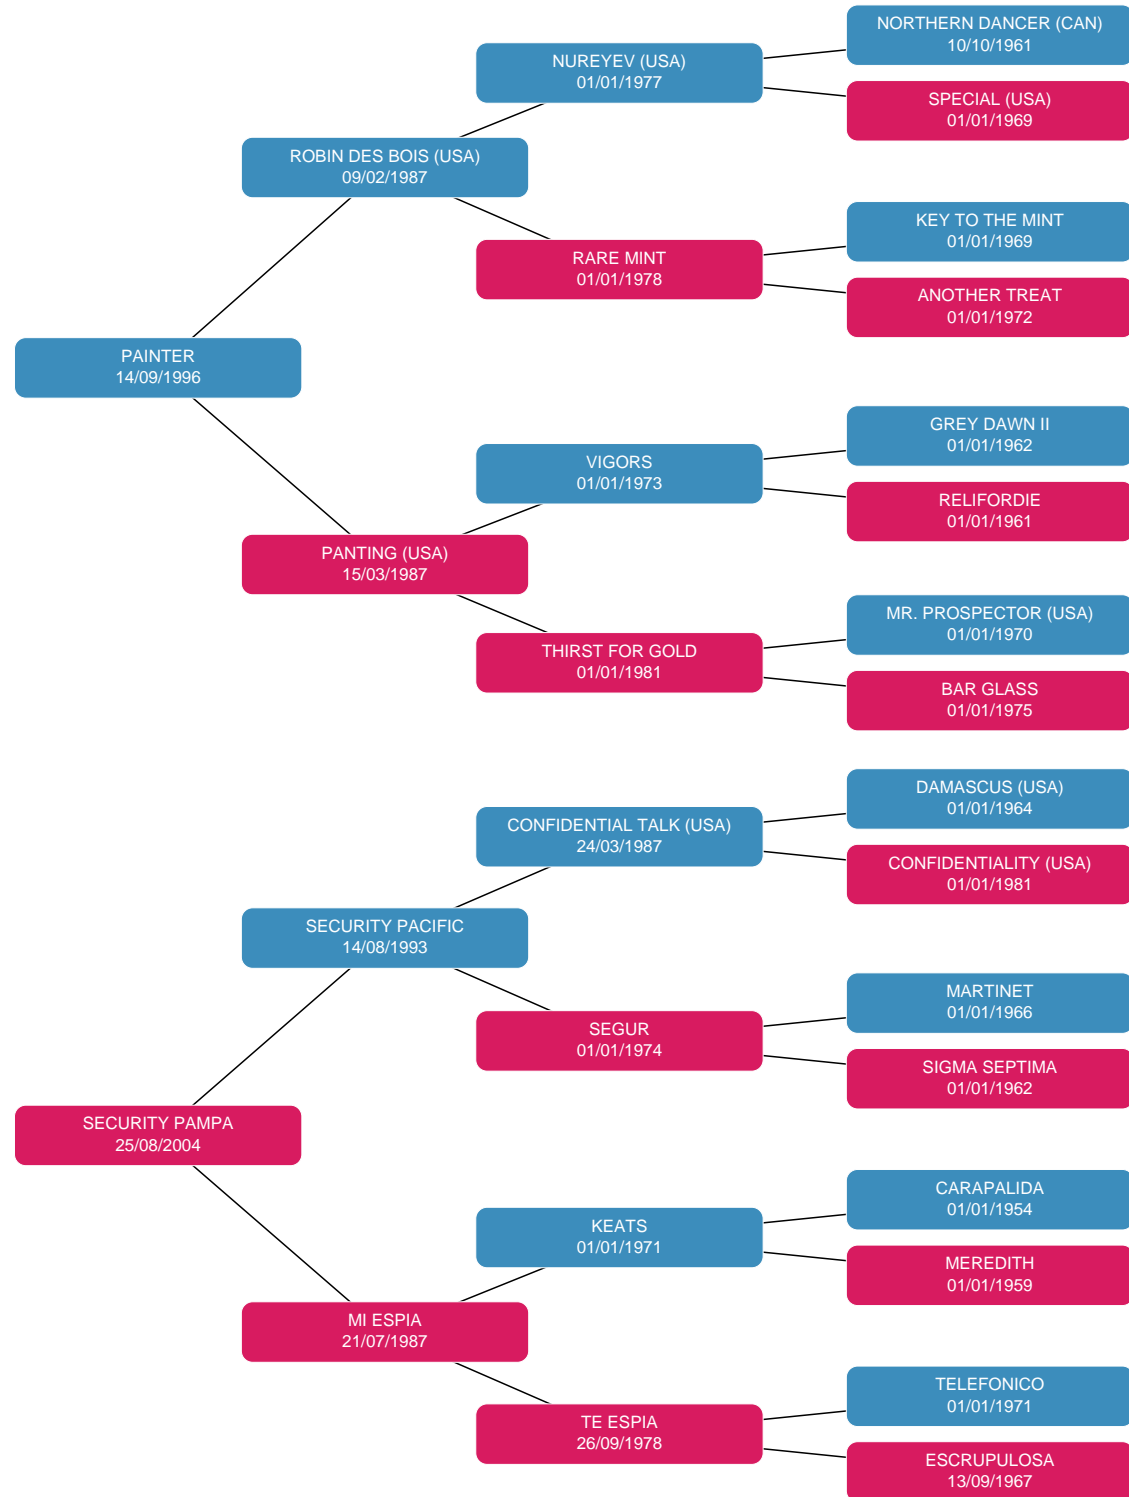 NORTHERN DANCER (CAN)
10/10/1961
NUREYEV (USA)
01/01/1977
SPECIAL (USA)
01/01/1969
ROBIN DES BOIS (USA)
09/02/1987
KEY TO THE MINT
01/01/1969
RARE MINT
01/01/1978
ANOTHER TREAT
01/01/1972
PAINTER
14/09/1996
GREY DAWN II
01/01/1962
VIGORS
01/01/1973
RELIFORDIE
01/01/1961
PANTING (USA)
15/03/1987
MR. PROSPECTOR (USA)
01/01/1970
THIRST FOR GOLD
01/01/1981
BAR GLASS
01/01/1975
DAMASCUS (USA)
01/01/1964
CONFIDENTIAL TALK (USA)
24/03/1987
CONFIDENTIALITY (USA)
01/01/1981
SECURITY PACIFIC
14/08/1993
MARTINET
01/01/1966
SEGUR
01/01/1974
SIGMA SEPTIMA
01/01/1962
SECURITY PAMPA
25/08/2004
CARAPALIDA
01/01/1954
KEATS
01/01/1971
MEREDITH
01/01/1959
MI ESPIA
21/07/1987
TELEFONICO
01/01/1971
TE ESPIA
26/09/1978
ESCRUPULOSA
13/09/1967